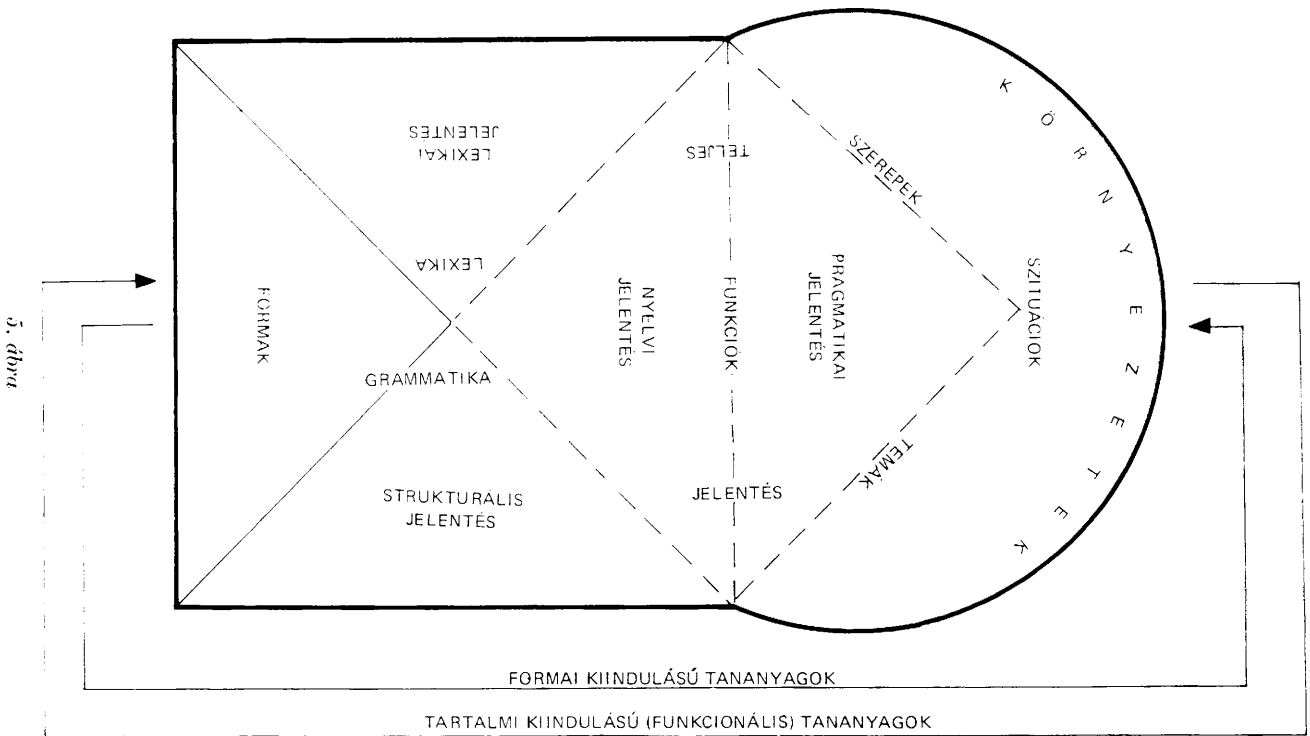 KÖRNYEZETEK
LEXIKAI
JELENTÉS
TELJES
SZEREPEK
LEXIKA
FORMÁK
NYELVI
JELENTÉS
FUNKCIÓK
PRAGMATIKAI
JELENTÉS
SZITUÁCIÓK
5. ábra
GRAMMATIKA
TEMÁK
STRUKTURÁLIS
JELENTÉS
JELENTÉS
FORMAI KIINDULÁSÚ TANANYAGOK
TARTALMI KIINDULÁSÚ (FUNKCIONÁLIS) TANANYAGOK